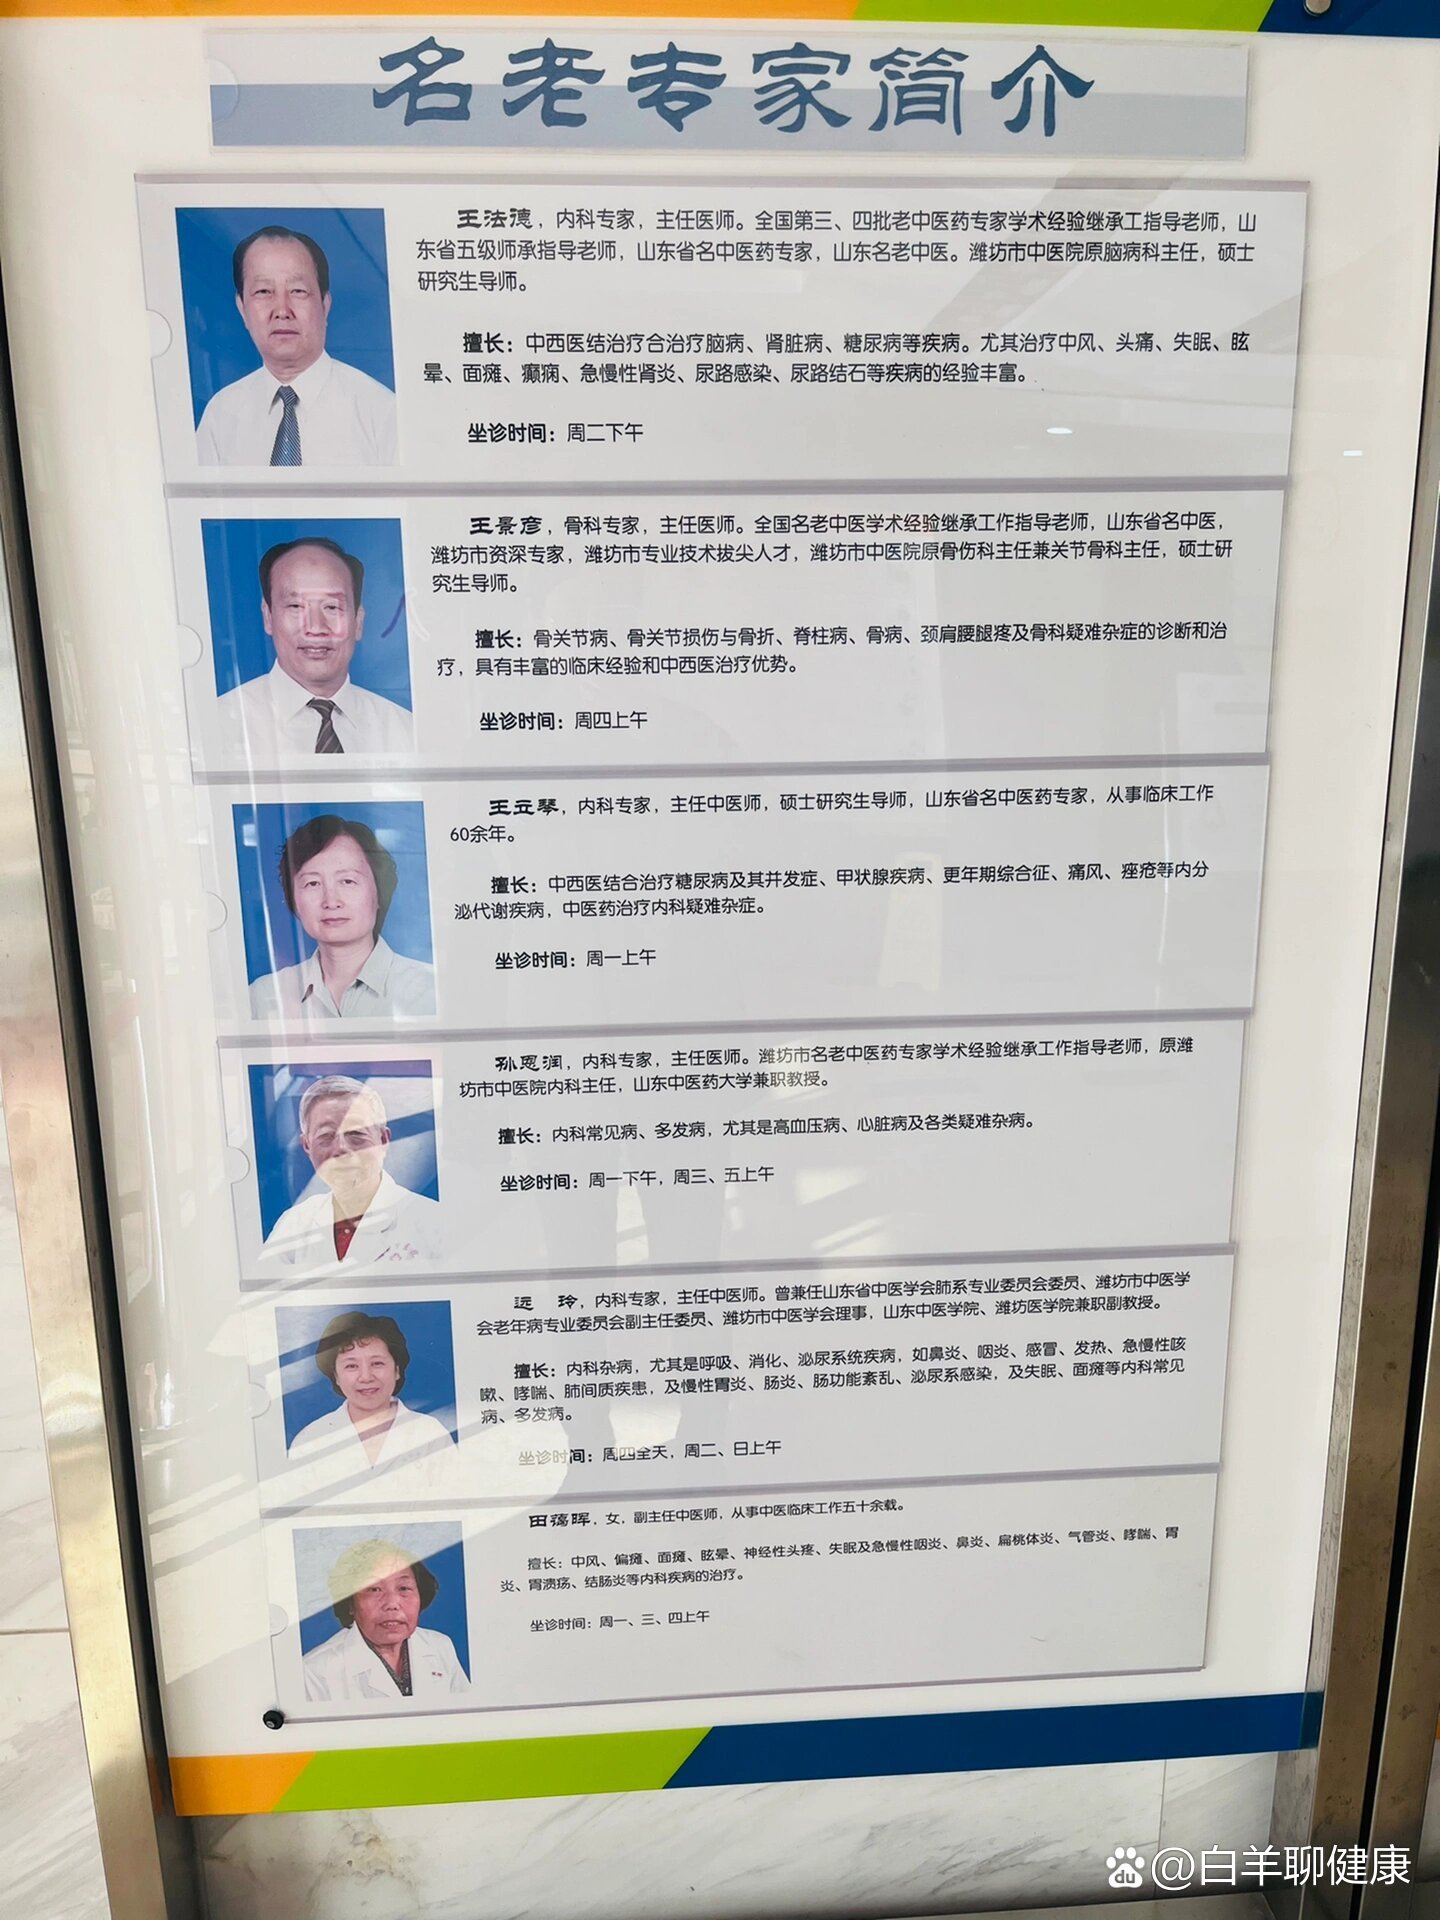 名老专家简介
王法德，内科专家，主任医师。全国第三、四批老中医药专家学术经验继承工指导老师，山
东省五级师承指导老师，山东省名中医药专家，山东名老中医。潍坊市中医院原脑病科主任，硕士
研究生导师。
擅长：中西医结治疗合治疗脑病、肾脏病、糖尿病等疾病。尤其治疗中风、头痛、失眠、眩
晕、面瘫、癫痫、急慢性肾炎、尿路感染、尿路结石等疾病的经验丰富。
坐诊时间：周二下午
王景彦，骨科专家，主任医师。全国名老中医学术经验继承工作指导老师，山东省名中医，
潍坊市资深专家，潍坊市专业技术拔尖人才，潍坊市中医院原骨伤科主任兼关节骨科主任，硕士研
究生导师。
擅长：骨关节病、骨关节损伤与骨折、脊柱病、骨病、颈肩腰腿疼及骨科疑难杂症的诊断和治
疗，具有丰富的临床经验和中西医治疗优势。
坐诊时间：周四上午
王立琴，内科专家，主任中医师，硕士研究生导师，山东省名中医药专家，从事临床工作
60余年。
擅长：中西医结合治疗糖尿病及其并发症、甲状腺疾病、更年期综合征、痛风、痤疮等内分
泌代谢疾病，中医药治疗内科疑难杂症。
坐诊时间：周一上午
孙恩润，内科专家，主任医师。潍坊市名老中医药专家学术经验继承工作指导老师，原潍
坊市中医院内科主任，山东中医药大学兼职教授。
擅长：内科常见病、多发病，尤其是高血压病、心脏病及各类疑难杂病。
坐诊时间：周一下午，周三、五上午
远 玲，内科专家，主任中医师。曾兼任山东省中医学会肺系专业委员会委员、潍坊市中医学
会老年病专业委员会副主任委员、潍坊市中医学会理事，山东中医学院、潍坊医学院兼职副教授。
擅长：内科杂病，尤其是呼吸、消化、泌尿系统疾病，如鼻炎、咽炎、感冒、发热、急慢性咳
嗽、哮喘、肺间质疾患，及慢性胃炎、肠炎、肠功能紊乱、泌尿系感染，及失眠、面瘫等内科常见
病、多发病。
坐诊时间：周四全天，周二、日上午
田蔼晖，女，副主任中医师，从事中医临床工作五十余载。
擅长：中风、偏瘫、面瘫、眩晕、神经性头疼、失眠及急慢性咽炎、鼻炎、扁桃体炎、气管炎、哮喘、胃
炎、胃溃疡、结肠炎等内科疾病的治疗。
坐诊时间：周一、三、四上午
du @白羊聊健康